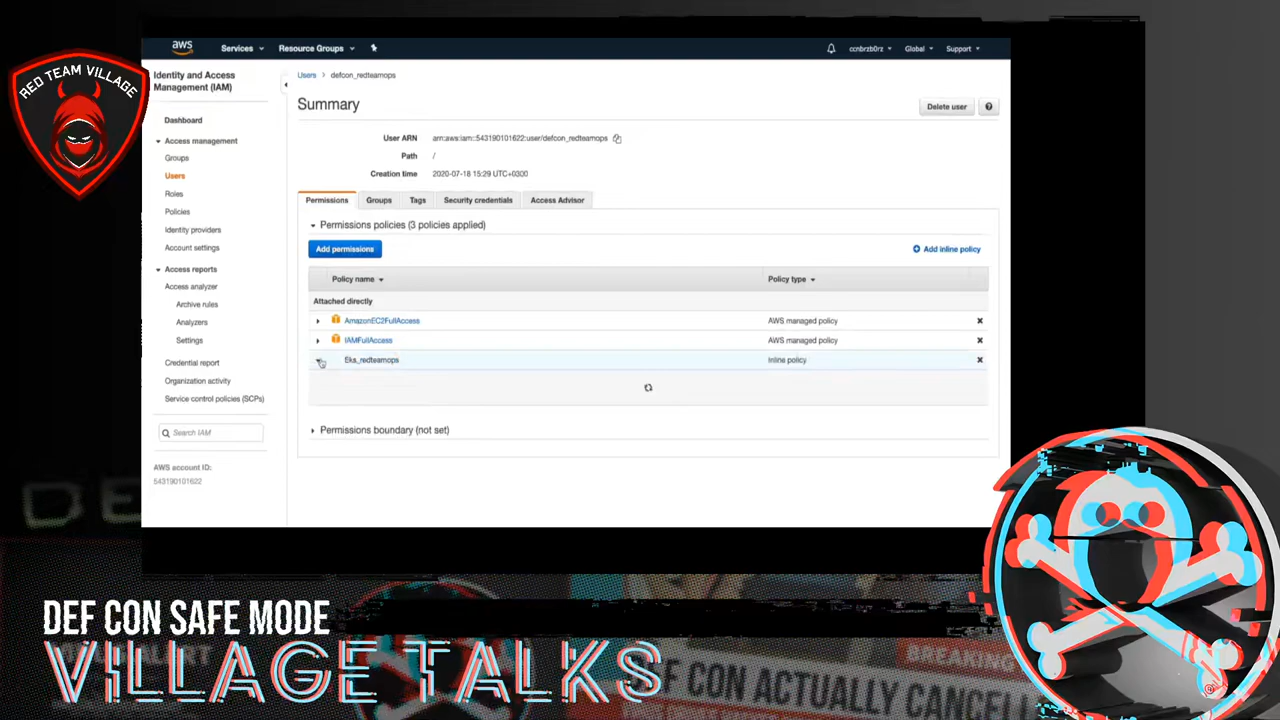 RED TEAM VILLAGE
aws
Services
Resource Groups
ccnbrzb0rz
Global
Support
Identity and Access
Management (IAM)
Dashboard
Access management
Groups
Users
Roles
Policies
Identity providers
Account settings
Access reports
Access analyzer
Archive rules
Analyzers
Settings
Credential report
Organization activity
Service control policies (SCPs)
Search IAM
AWS account ID:
543190101622
Users > defcon_redteamops
Summary
Delete user
User ARN arn:aws:iam::543190101622:user/defcon_redteamops
Path /
Creation time 2020-07-18 15:29 UTC+0300
Permissions Groups Tags Security credentials Access Advisor
Permissions policies (3 policies applied)
Add permissions
Add inline policy
Policy name Policy type
Attached directly
AmazonEC2FullAccess AWS managed policy
IAMFullAccess AWS managed policy
Eks_redteamops Inline policy
Permissions boundary (not set)
DEF CON SAFE MODE
VILLAGE TALKS
BREAKING
DEF CON ACTUALLY CANCEL